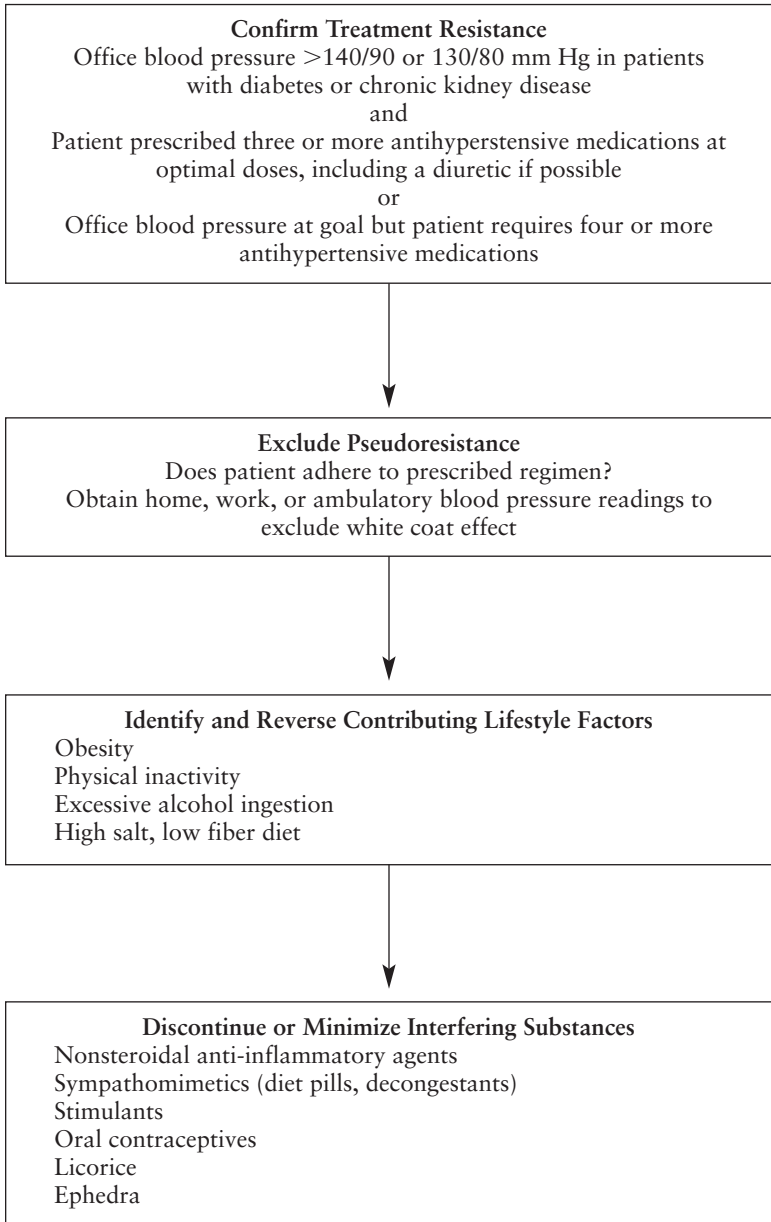 Confirm Treatment Resistance
Office blood pressure >140/90 or 130/80 mm Hg in patients
with diabetes or chronic kidney disease
and
Patient prescribed three or more antihyperstensive medications at
optimal doses, including a diuretic if possible
or
Office blood pressure at goal but patient requires four or more
antihypertensive medications
Exclude Pseudoresistance
Does patient adhere to prescribed regimen?
Obtain home, work, or ambulatory blood pressure readings to
exclude white coat effect
Identify and Reverse Contributing Lifestyle Factors
Obesity
Physical inactivity
Excessive alcohol ingestion
High salt, low fiber diet
Discontinue or Minimize Interfering Substances
Nonsteroidal anti-inflammatory agents
Sympathomimetics (diet pills, decongestants)
Stimulants
Oral contraceptives
Licorice
Ephedra